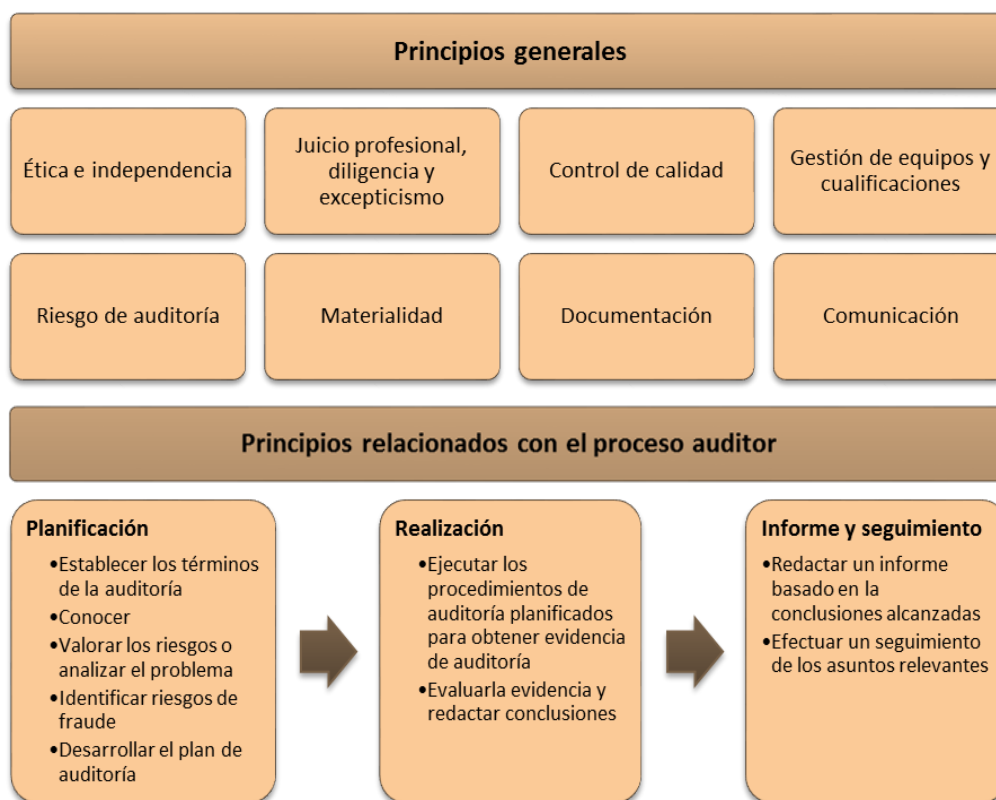 Principios generales
Ética e independencia
Juicio profesional,
diligencia y
excepticismo
Control de calidad
Gestión de equipos y
cualificaciones
Riesgo de auditoría
Materialidad
Documentación
Comunicación
Principios relacionados con el proceso auditor
Planificación
•Establecer los términos
de la auditoría
•Conocer
•Valorar los riesgos o
analizar el problema
•Identificar riesgos de
fraude
•Desarrollar el plan de
auditoría
Realización
•Ejecutar los
procedimientos de
auditoría planificados
para obtener evidencia
de auditoría
•Evaluarla evidencia y
redactar conclusiones
Informe y seguimiento
•Redactar un informe
basado en la
conclusiones alcanzadas
•Efectuar un seguimiento
de los asuntos relevantes